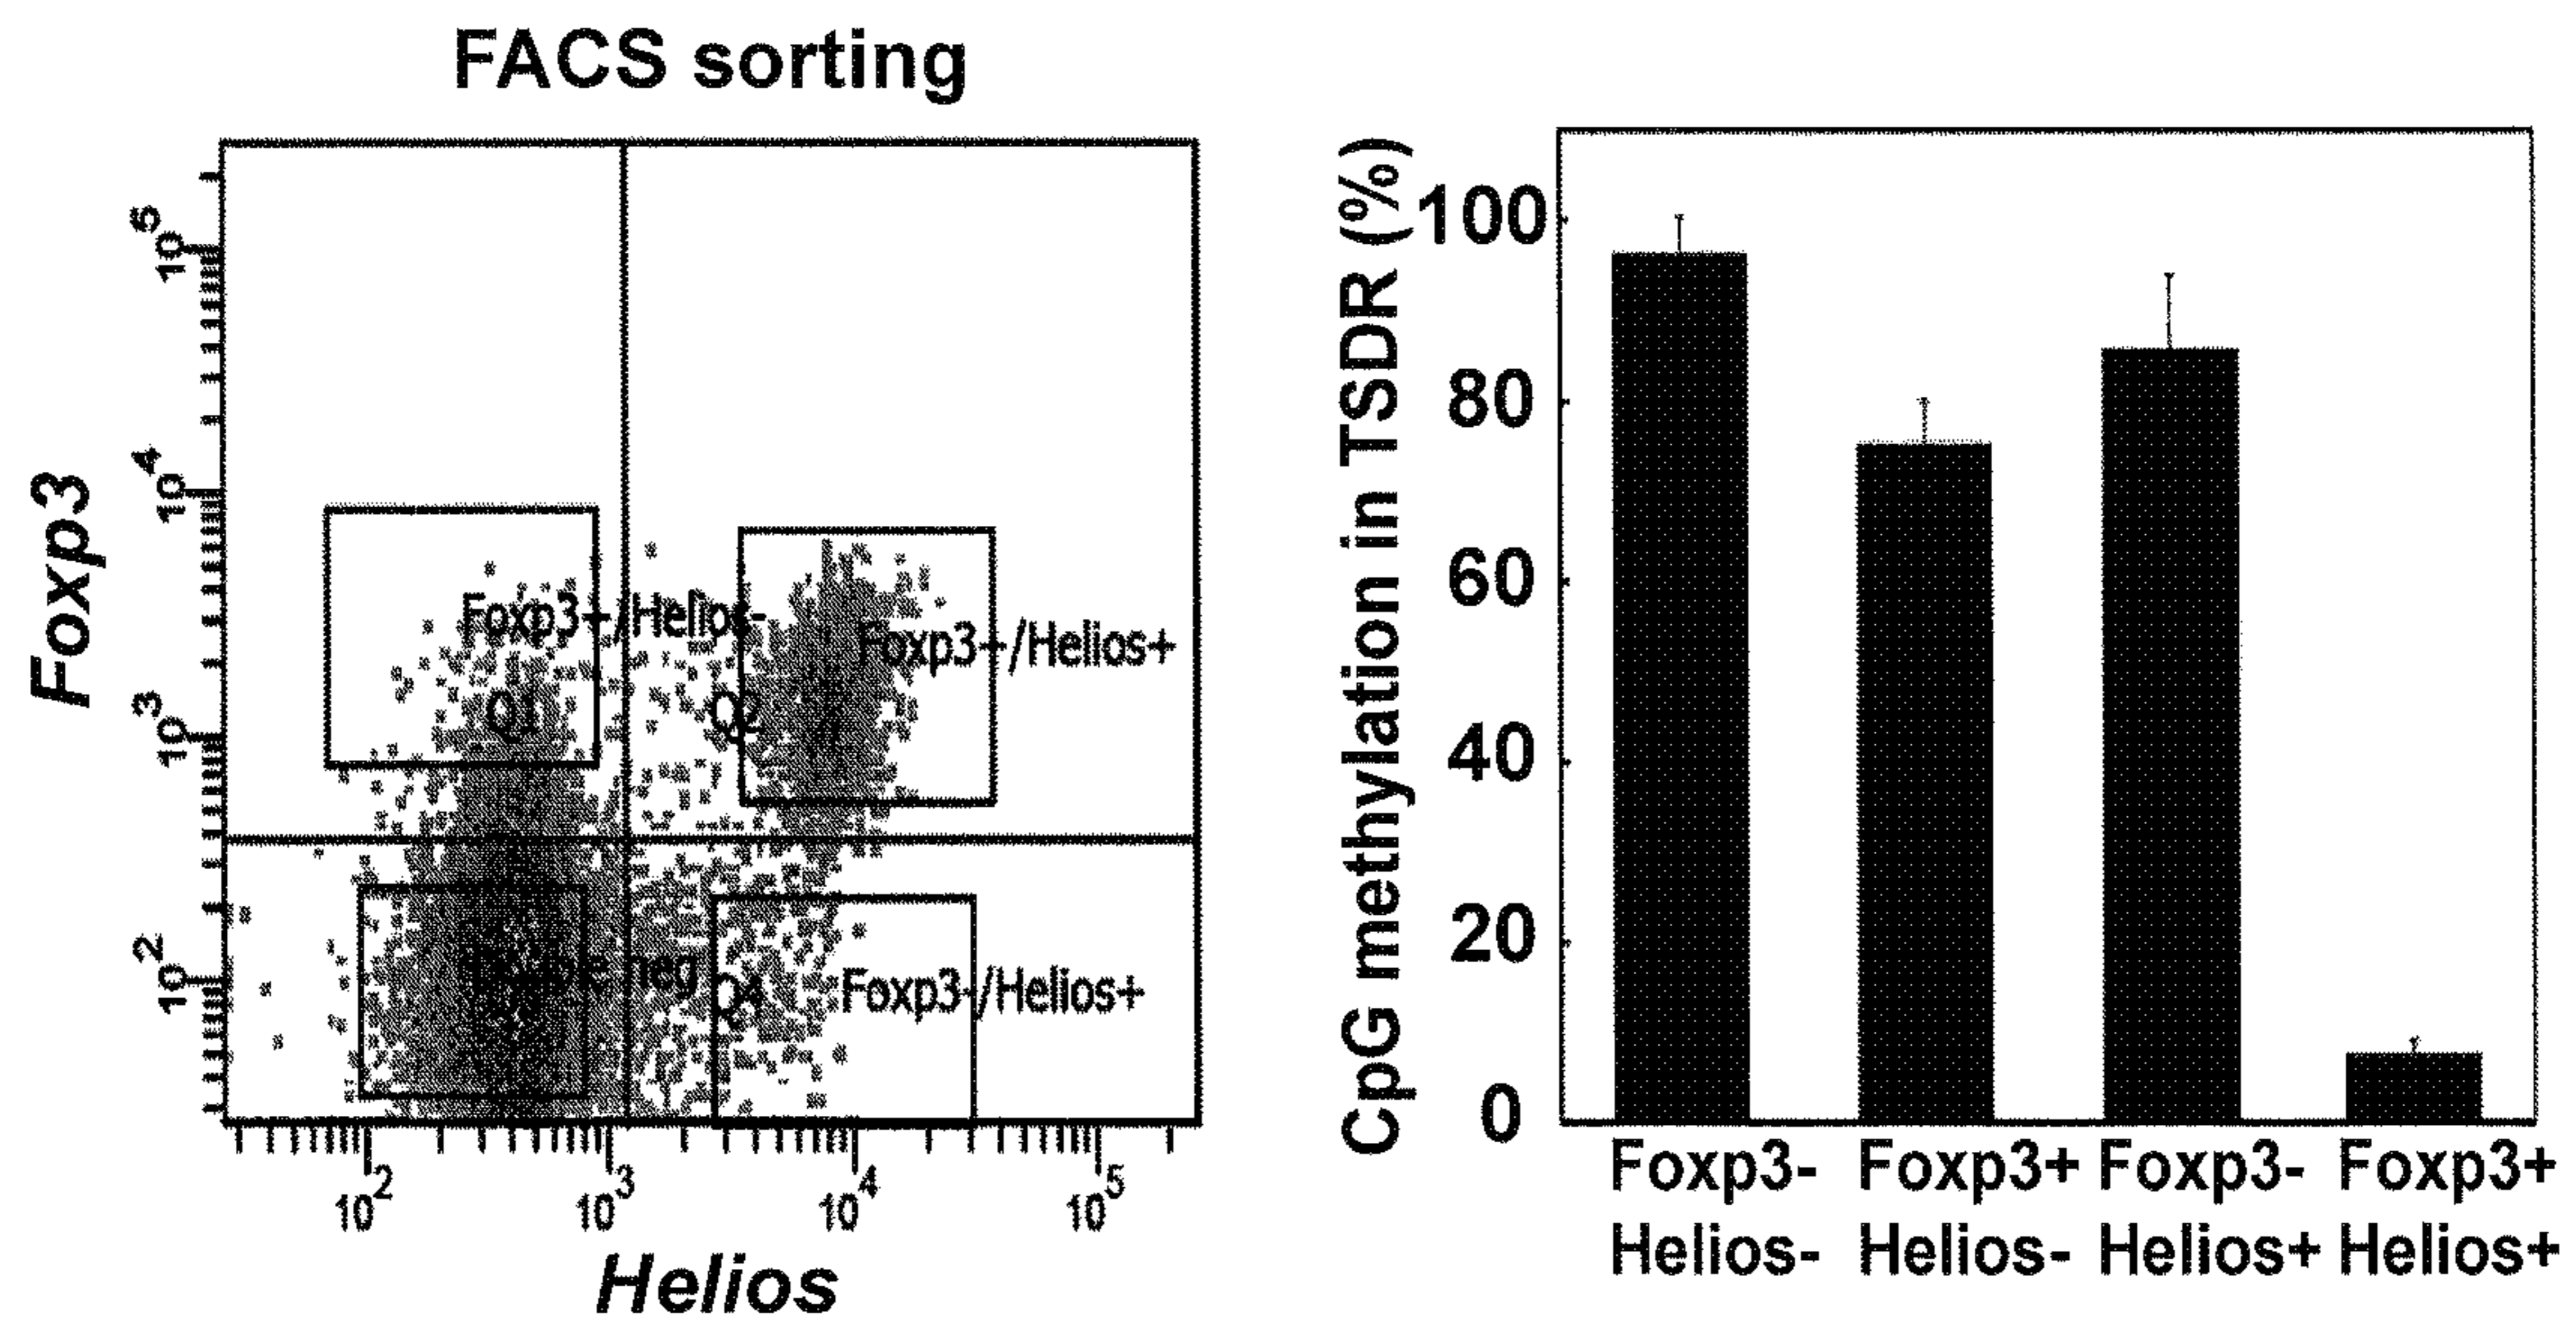 FACS sorting
Foxp3
10^5
10^4
10^3
10^2
Foxp3+/Helios-
Foxp3+/Helios+
Q1
Q2
neg
Q4
Foxp3-/Helios+
10^2 10^3 10^4 10^5
Helios
CpG methylation in TSDR (%)
100
80
60
40
20
0
Foxp3- Foxp3+ Foxp3- Foxp3+
Helios- Helios- Helios+ Helios+